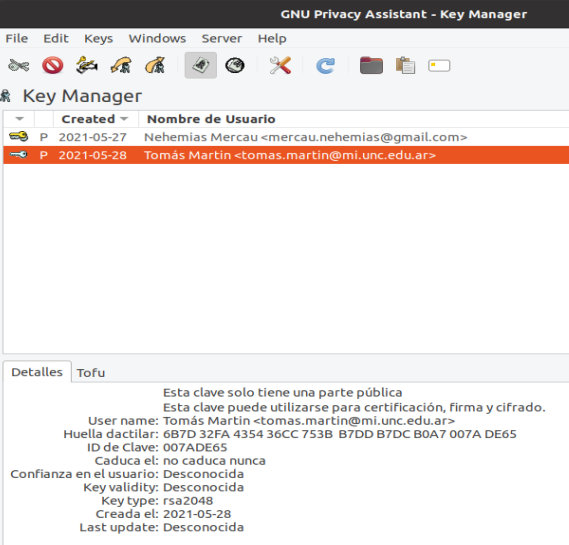 GNU Privacy Assistant - Key Manager
File Edit Keys Windows Server Help
Key Manager
Created Nombre de Usuario
P 2021-05-27 Nehemias Mercau <mercau.nehemias@gmail.com>
P 2021-05-28 Tomás Martin <tomas.martin@mi.unc.edu.ar>
Detalles Tofu
Esta clave solo tiene una parte pública
Esta clave puede utilizarse para certificación, firma y cifrado.
User name: Tomás Martin <tomas.martin@mi.unc.edu.ar>
Huella dactilar: 6B7D 32FA 4354 36CC 753B B7DD B7DC B0A7 007A DE65
ID de Clave: 007ADE65
Caduca el: no caduca nunca
Confianza en el usuario: Desconocida
Key validity: Desconocida
Key type: rsa2048
Creada el: 2021-05-28
Last update: Desconocida